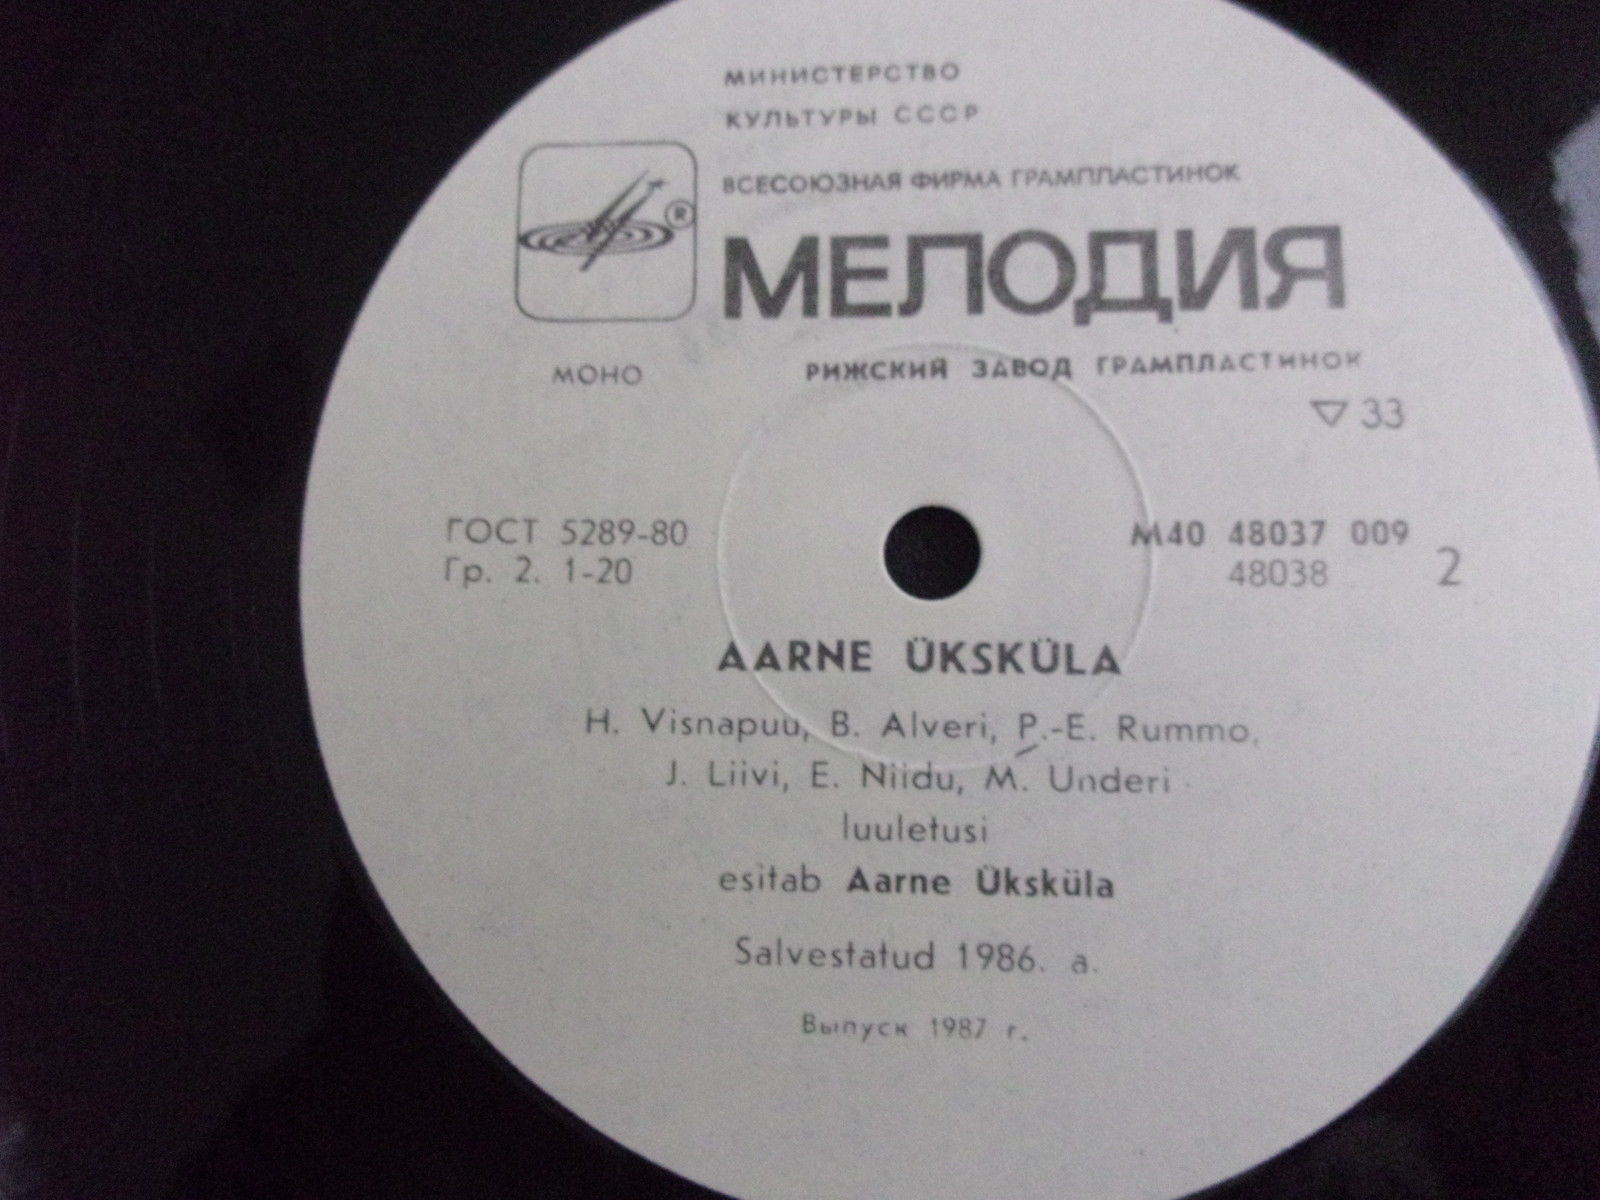 МИНИСТЕРСТВО
КУЛЬТУРЫ СССР
ВСЕСОЮЗНАЯ ФИРМА ГРАМПЛАСТИНОК
®
МЕЛОДИЯ
МОНО
РИЖСКИЙ ЗАВОД ГРАМПЛАСТИНОК
▽ 33
ГОСТ 5289-80
Гр. 2. 1-20
М40 48037 009
48038 2
AARNE ÜKSKÜLA
H. Visnapuu, B. Alveri, P.-E. Rummo,
J. Liivi, E. Niidu, M. Underi
luuletusi
esitab Aarne Üksküla
Salvestatud 1986. a.
Выпуск 1987 г.